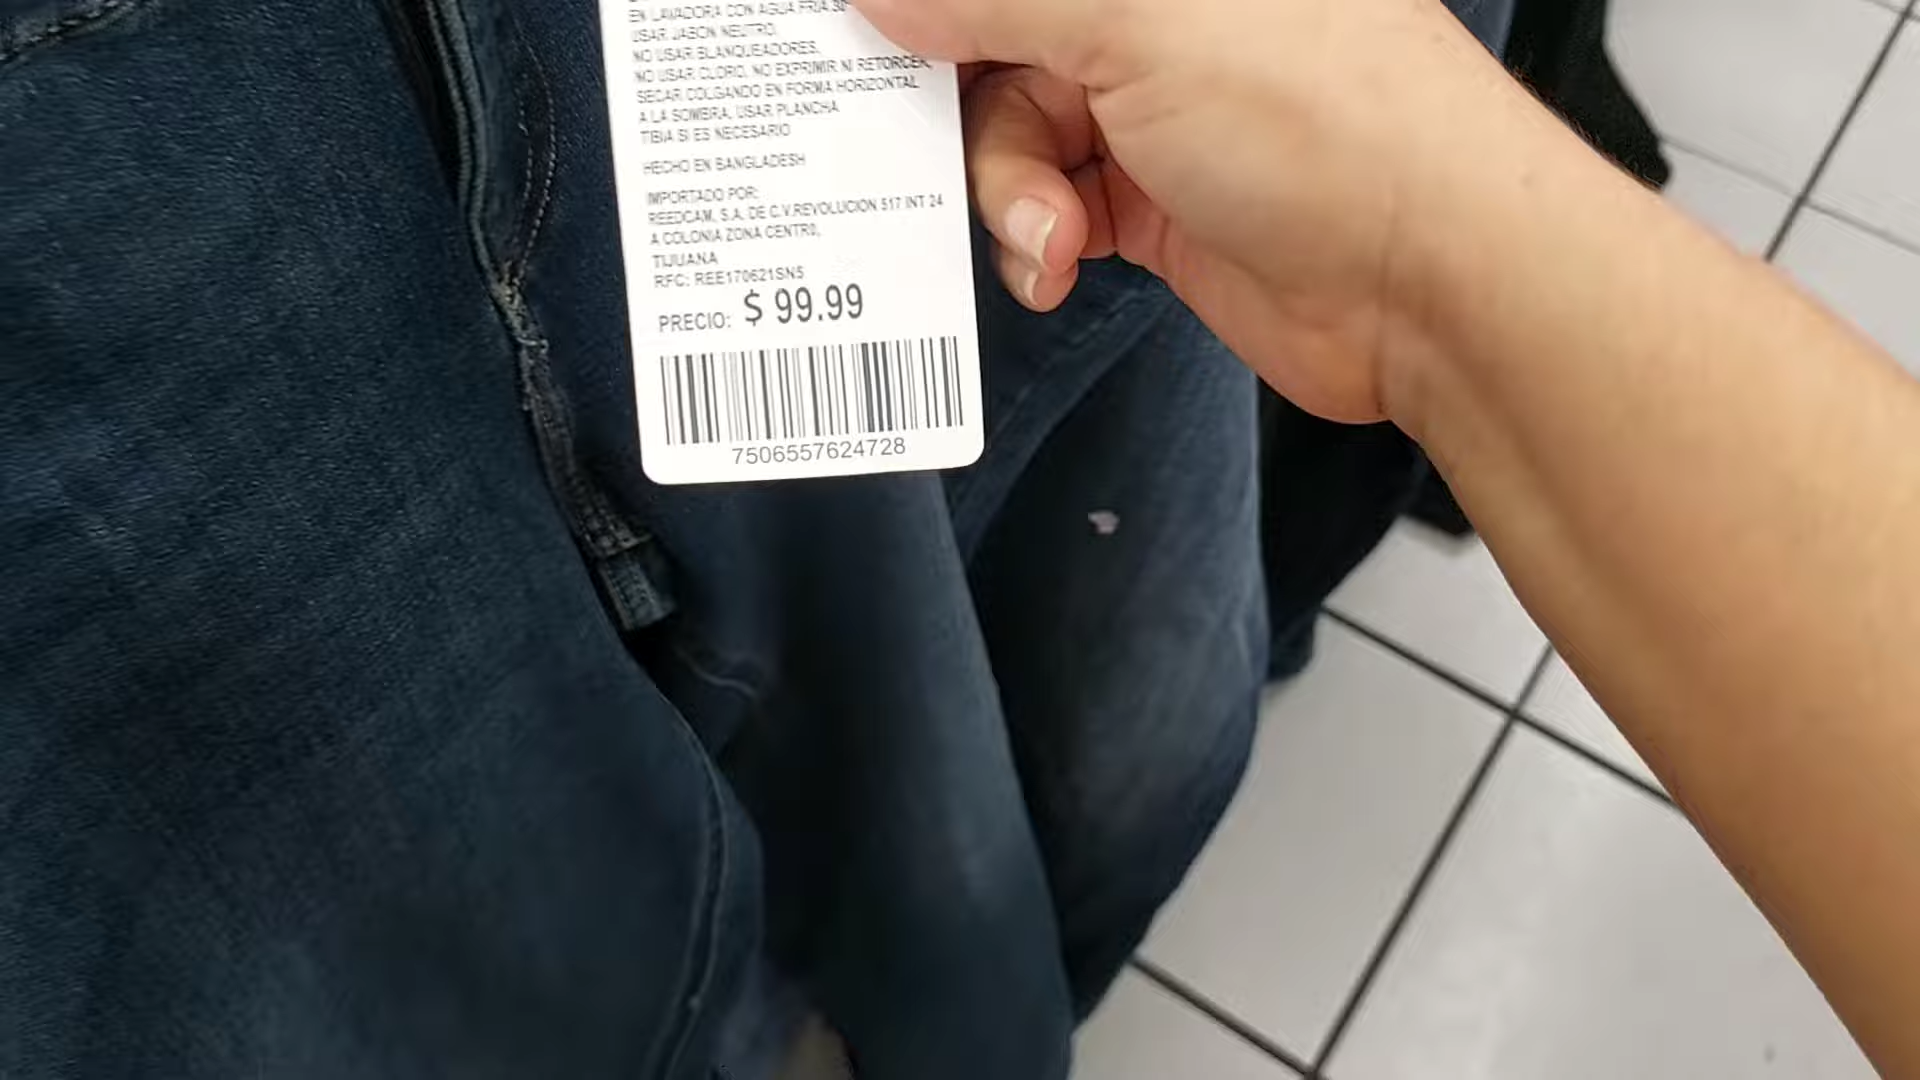 EN LAVADORA CON AGUA FRIA 30
USAR JABON NEUTRO,
NO USAR BLANQUEADORES,
NO USAR CLORO, NO EXPRIMIR NI RETORCER,
SECAR COLGANDO EN FORMA HORIZONTAL
A LA SOMBRA, USAR PLANCHA
TIBIA SI ES NECESARIO
HECHO EN BANGLADESH
IMPORTADO POR:
REEDCAM, S.A. DE C.V.REVOLUCION 517 INT 24
A COLONIA ZONA CENTRO,
TIJUANA
RFC: REE170621SN5
PRECIO: $ 99.99
7506557624728